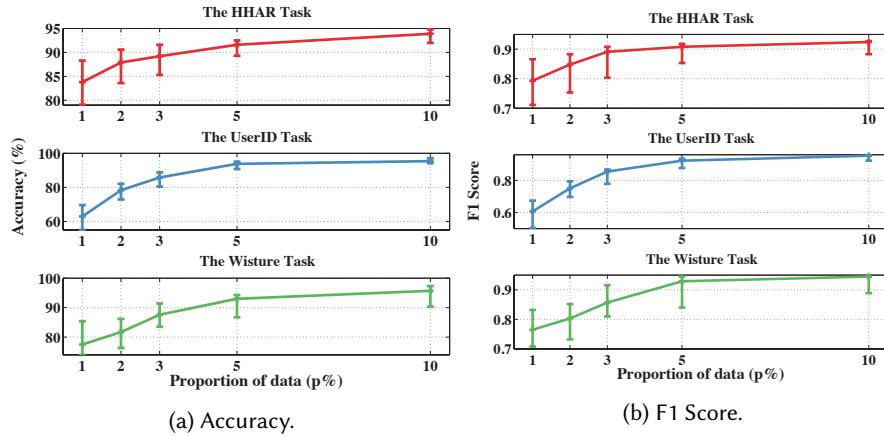 The HHAR Task
95
90
85
80
1 2 3 5 10
The UserID Task
100
80
60
1 2 3 5 10
The Wisture Task
100
90
80
1 2 3 5 10
Accuracy (%)
Proportion of data (p%)
(a) Accuracy.
The HHAR Task
0.9
0.8
0.7
1 2 3 5 10
The UserID Task
0.8
0.6
1 2 3 5 10
The Wisture Task
0.9
0.8
0.7
1 2 3 5 10
F1 Score
Proportion of data (p%)
(b) F1 Score.